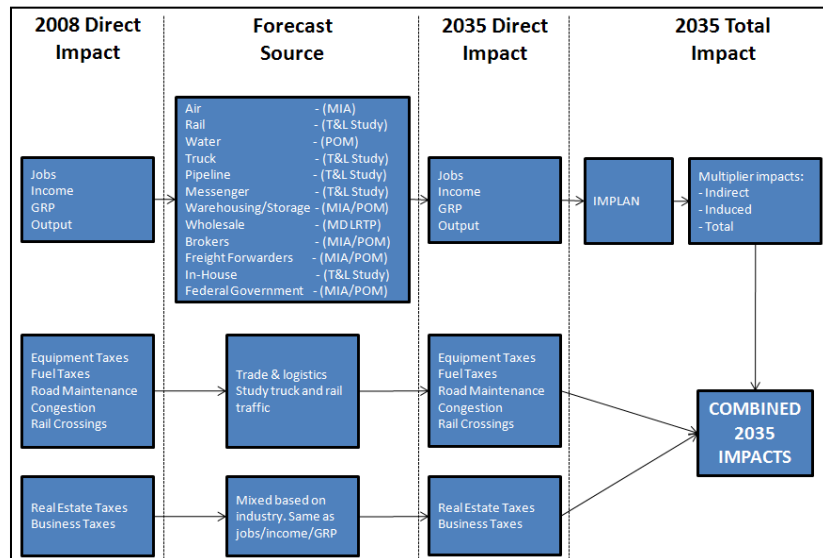 2008 Direct
Impact
Forecast
Source
2035 Direct
Impact
2035 Total
Impact
Jobs
Income
GRP
Output
Air - (MIA)
Rail - (T&L Study)
Water - (POM)
Truck - (T&L Study)
Pipeline - (T&L Study)
Messenger - (T&L Study)
Warehousing/Storage - (MIA/POM)
Wholesale - (MD LRTP)
Brokers - (MIA/POM)
Freight Forwarders - (MIA/POM)
In-House - (T&L Study)
Federal Government - (MIA/POM)
Jobs
Income
GRP
Output
IMPLAN
Multiplier impacts:
- Indirect
- Induced
- Total
Equipment Taxes
Fuel Taxes
Road Maintenance
Congestion
Rail Crossings
Trade & logistics
Study truck and rail
traffic
Equipment Taxes
Fuel Taxes
Road Maintenance
Congestion
Rail Crossings
COMBINED
2035
IMPACTS
Real Estate Taxes
Business Taxes
Mixed based on
industry. Same as
jobs/income/GRP
Real Estate Taxes
Business Taxes